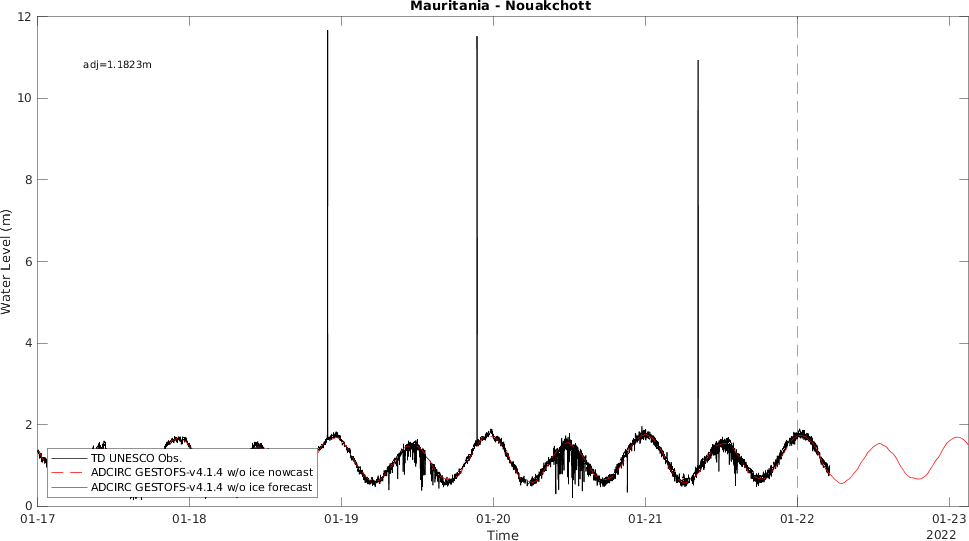 Mauritania - Nouakchott
12
adj=1.1823m
10
8
6
4
2
0
Water Level (m)
TD UNESCO Obs.
ADCIRC GESTOFS-v4.1.4 w/o ice nowcast
ADCIRC GESTOFS-v4.1.4 w/o ice forecast
01-17 01-18 01-19 01-20 01-21 01-22 01-23
Time
2022